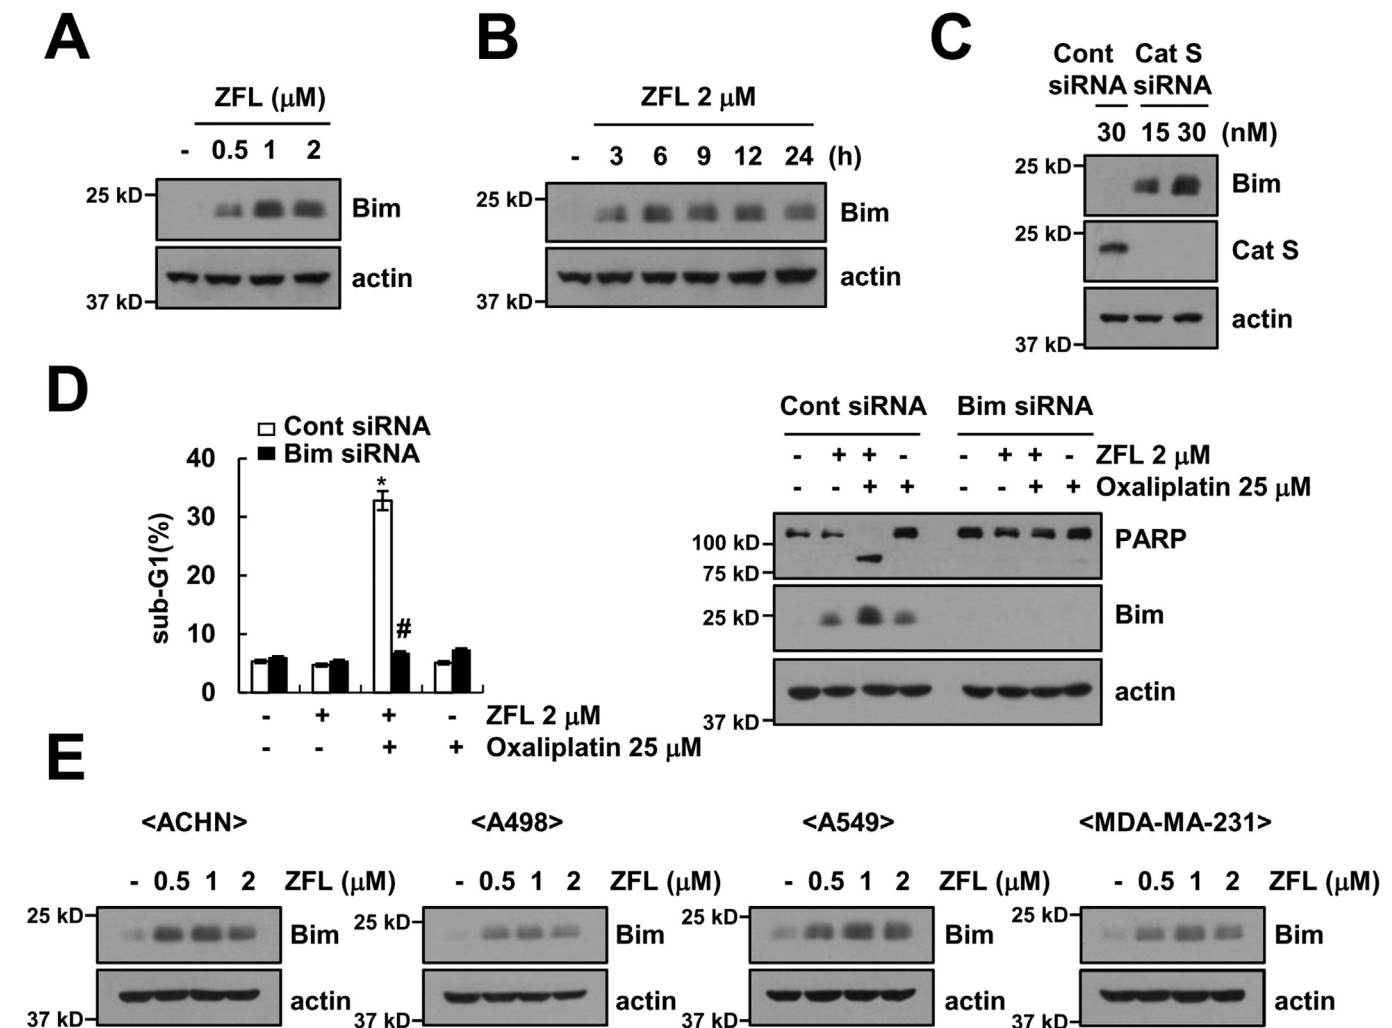 A
ZFL (μM)
- 0.5 1 2
25 kD
Bim
actin
37 kD
B
ZFL 2 μM
- 3 6 9 12 24 (h)
25 kD
Bim
actin
37 kD
C
Cont Cat S
siRNA siRNA
30 15 30 (nM)
25 kD
Bim
25 kD
Cat S
actin
37 kD
D
Cont siRNA
Bim siRNA
sub-G1(%)
40
30
20
10
0
*
#
- + + - ZFL 2 μM
- - + + Oxaliplatin 25 μM
Cont siRNA Bim siRNA
- + + - - + + - ZFL 2 μM
- - + + - - + + Oxaliplatin 25 μM
100 kD
PARP
75 kD
25 kD
Bim
actin
37 kD
E
<ACHN>
- 0.5 1 2 ZFL (μM)
25 kD
Bim
actin
37 kD
<A498>
- 0.5 1 2 ZFL (μM)
25 kD
Bim
actin
37 kD
<A549>
- 0.5 1 2 ZFL (μM)
25 kD
Bim
actin
37 kD
<MDA-MA-231>
- 0.5 1 2 ZFL (μM)
25 kD
Bim
actin
37 kD